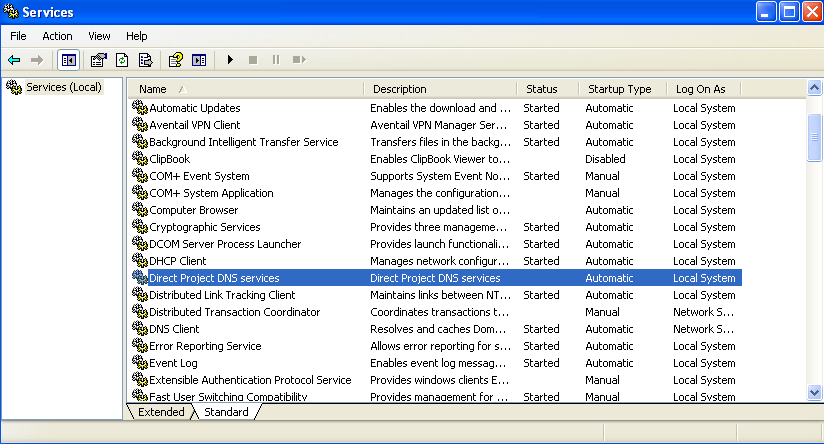 Services
File Action View Help
Services (Local)
Name Description Status Startup Type Log On As
Automatic Updates Enables the download and ... Started Automatic Local System
Aventail VPN Client Aventail VPN Manager Ser... Started Automatic Local System
Background Intelligent Transfer Service Transfers files in the backg... Started Automatic Local System
ClipBook Enables ClipBook Viewer to... Disabled Local System
COM+ Event System Supports System Event No... Started Manual Local System
COM+ System Application Manages the configuration... Manual Local System
Computer Browser Maintains an updated list o... Automatic Local System
Cryptographic Services Provides three manageme... Started Automatic Local System
DCOM Server Process Launcher Provides launch functionali... Started Automatic Local System
DHCP Client Manages network configur... Started Automatic Local System
Direct Project DNS services Direct Project DNS services Automatic Local System
Distributed Link Tracking Client Maintains links between NT... Started Automatic Local System
Distributed Transaction Coordinator Coordinates transactions t... Manual Network S...
DNS Client Resolves and caches Dom... Started Automatic Network S...
Error Reporting Service Allows error reporting for s... Started Automatic Local System
Event Log Enables event log messag... Started Automatic Local System
Extensible Authentication Protocol Service Provides windows clients E... Manual Local System
Fast User Switching Compatibility Provides management for ... Started Manual Local System
Extended Standard